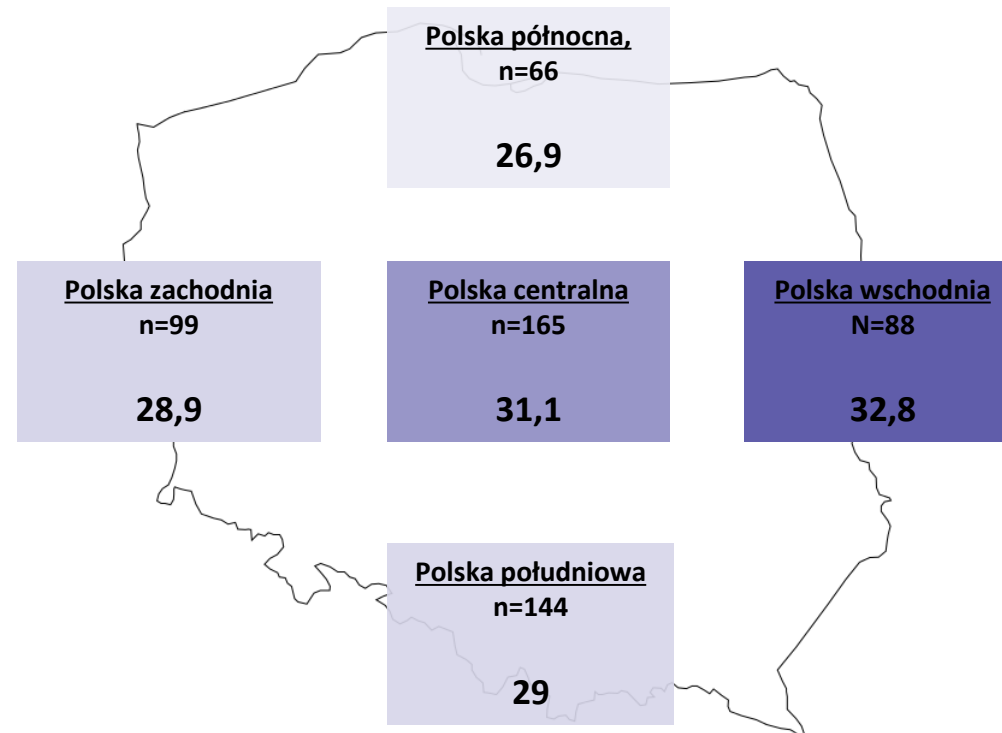 Polska północna,
n=66
26,9
Polska zachodnia
n=99
28,9
Polska centralna
n=165
31,1
Polska wschodnia
N=88
32,8
Polska południowa
n=144
29